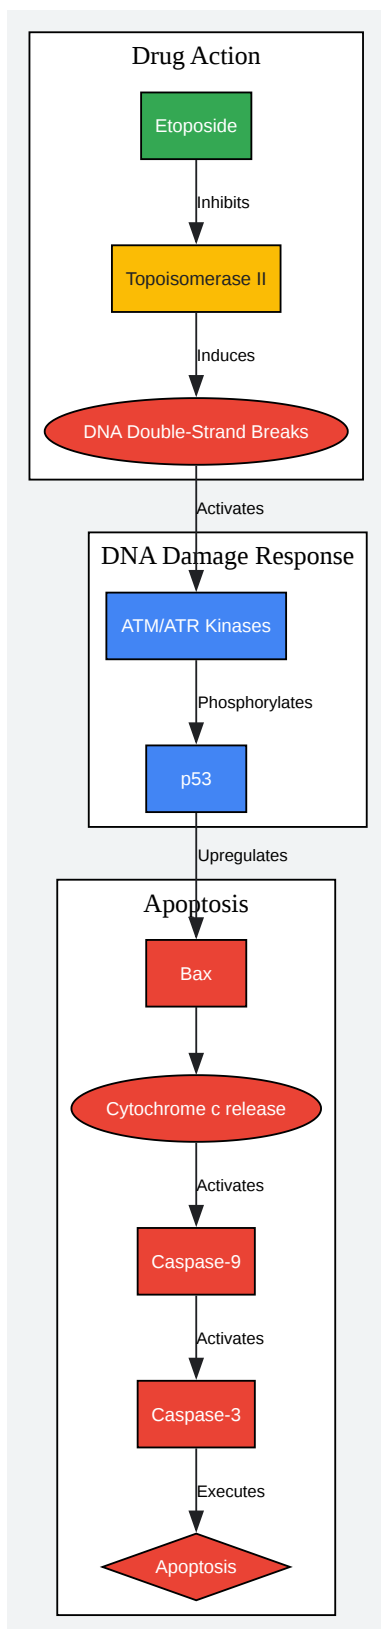 Drug Action
Etoposide
Inhibits
Topoisomerase II
Induces
DNA Double-Strand Breaks
Activates
DNA Damage Response
ATM/ATR Kinases
Phosphorylates
p53
Upregulates
Apoptosis
Bax
Cytochrome c release
Activates
Caspase-9
Activates
Caspase-3
Executes
Apoptosis